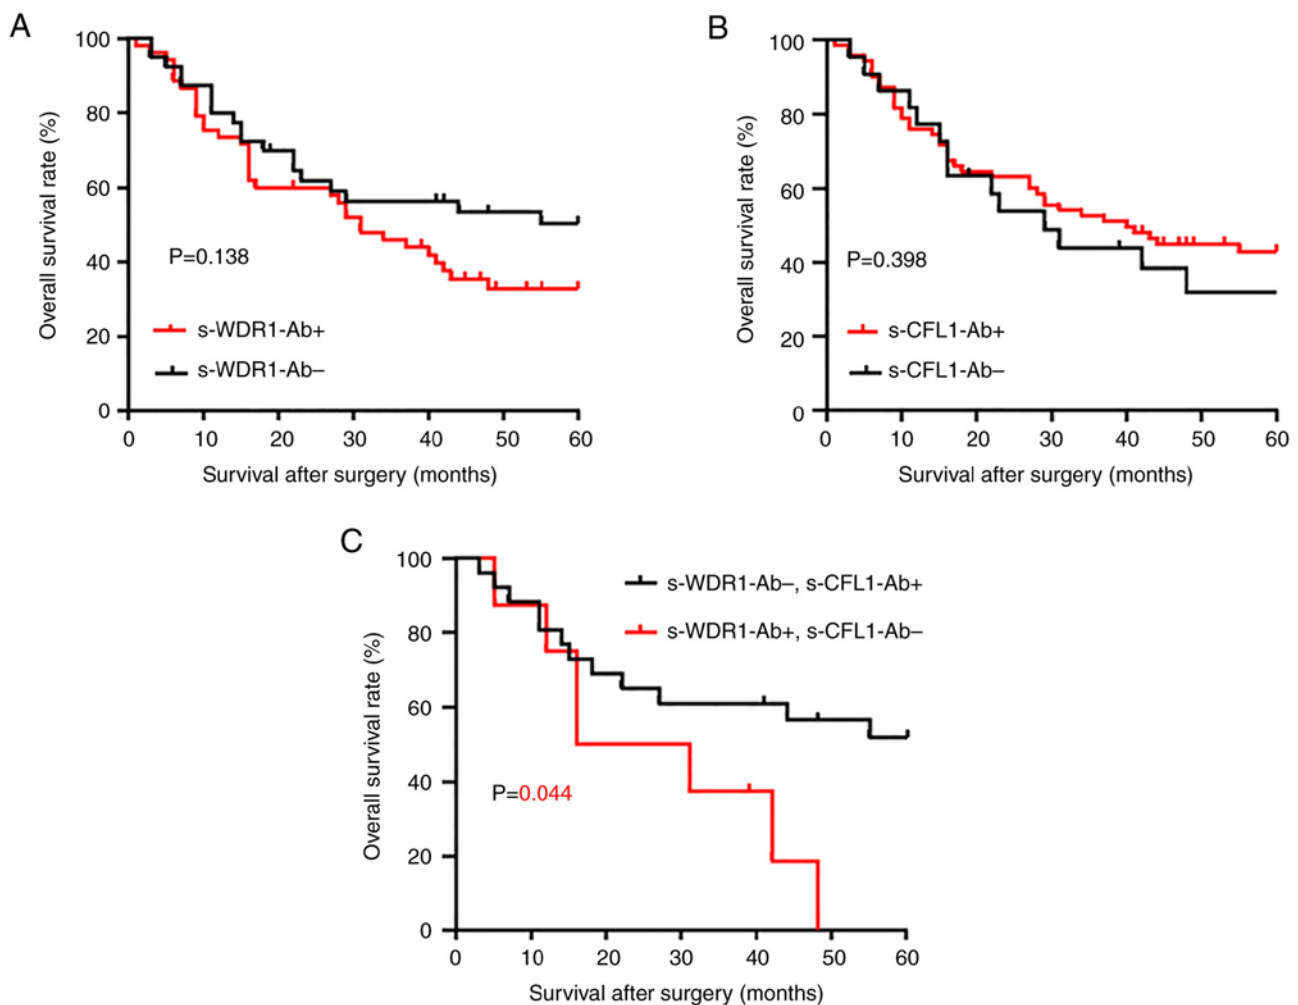 A
Overall survival rate (%)
100
80
60
40
20
0
P=0.138
s-WDR1-Ab+
s-WDR1-Ab–
0 10 20 30 40 50 60
Survival after surgery (months)
B
Overall survival rate (%)
100
80
60
40
20
0
P=0.398
s-CFL1-Ab+
s-CFL1-Ab–
0 10 20 30 40 50 60
Survival after surgery (months)
C
Overall survival rate (%)
100
80
60
40
20
0
s-WDR1-Ab–, s-CFL1-Ab+
s-WDR1-Ab+, s-CFL1-Ab–
P=0.044
0 10 20 30 40 50 60
Survival after surgery (months)